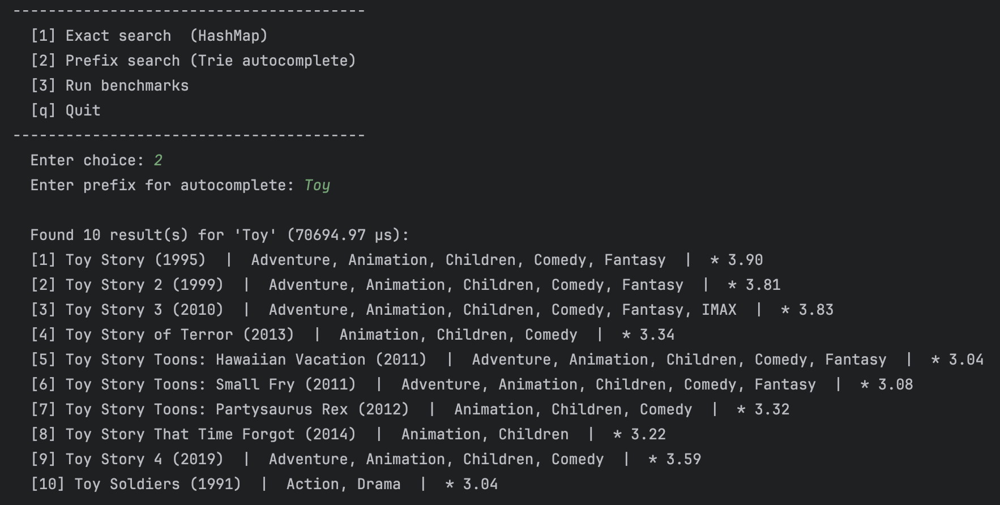 ----------------------------------------
[1] Exact search  (HashMap)
[2] Prefix search (Trie autocomplete)
[3] Run benchmarks
[q] Quit
----------------------------------------
Enter choice: 2
Enter prefix for autocomplete: Toy
Found 10 result(s) for 'Toy' (70694.97 µs):
[1] Toy Story (1995)  |  Adventure, Animation, Children, Comedy, Fantasy  |  * 3.90
[2] Toy Story 2 (1999)  |  Adventure, Animation, Children, Comedy, Fantasy  |  * 3.81
[3] Toy Story 3 (2010)  |  Adventure, Animation, Children, Comedy, Fantasy, IMAX  |  * 3.83
[4] Toy Story of Terror (2013)  |  Animation, Children, Comedy  |  * 3.34
[5] Toy Story Toons: Hawaiian Vacation (2011)  |  Adventure, Animation, Children, Comedy, Fantasy  |  * 3.04
[6] Toy Story Toons: Small Fry (2011)  |  Adventure, Animation, Children, Comedy, Fantasy  |  * 3.08
[7] Toy Story Toons: Partysaurus Rex (2012)  |  Animation, Children, Comedy  |  * 3.32
[8] Toy Story That Time Forgot (2014)  |  Animation, Children  |  * 3.22
[9] Toy Story 4 (2019)  |  Adventure, Animation, Children, Comedy  |  * 3.59
[10] Toy Soldiers (1991)  |  Action, Drama  |  * 3.04